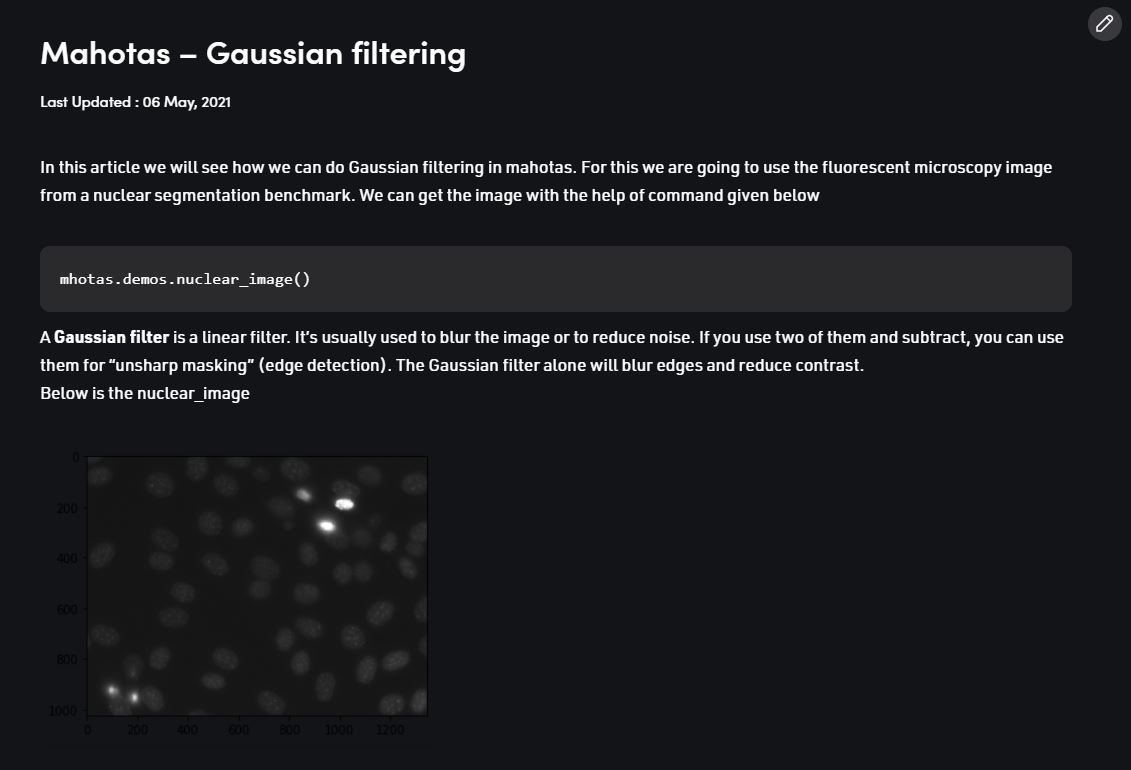 Mahotas – Gaussian filtering
Last Updated : 06 May, 2021
In this article we will see how we can do Gaussian filtering in mahotas. For this we are going to use the fluorescent microscopy image
from a nuclear segmentation benchmark. We can get the image with the help of command given below
mhotas.demos.nuclear_image()
A Gaussian filter is a linear filter. It’s usually used to blur the image or to reduce noise. If you use two of them and subtract, you can use
them for “unsharp masking” (edge detection). The Gaussian filter alone will blur edges and reduce contrast.
Below is the nuclear_image
0
200
400
600
800
1000
0 200 400 600 800 1000 1200